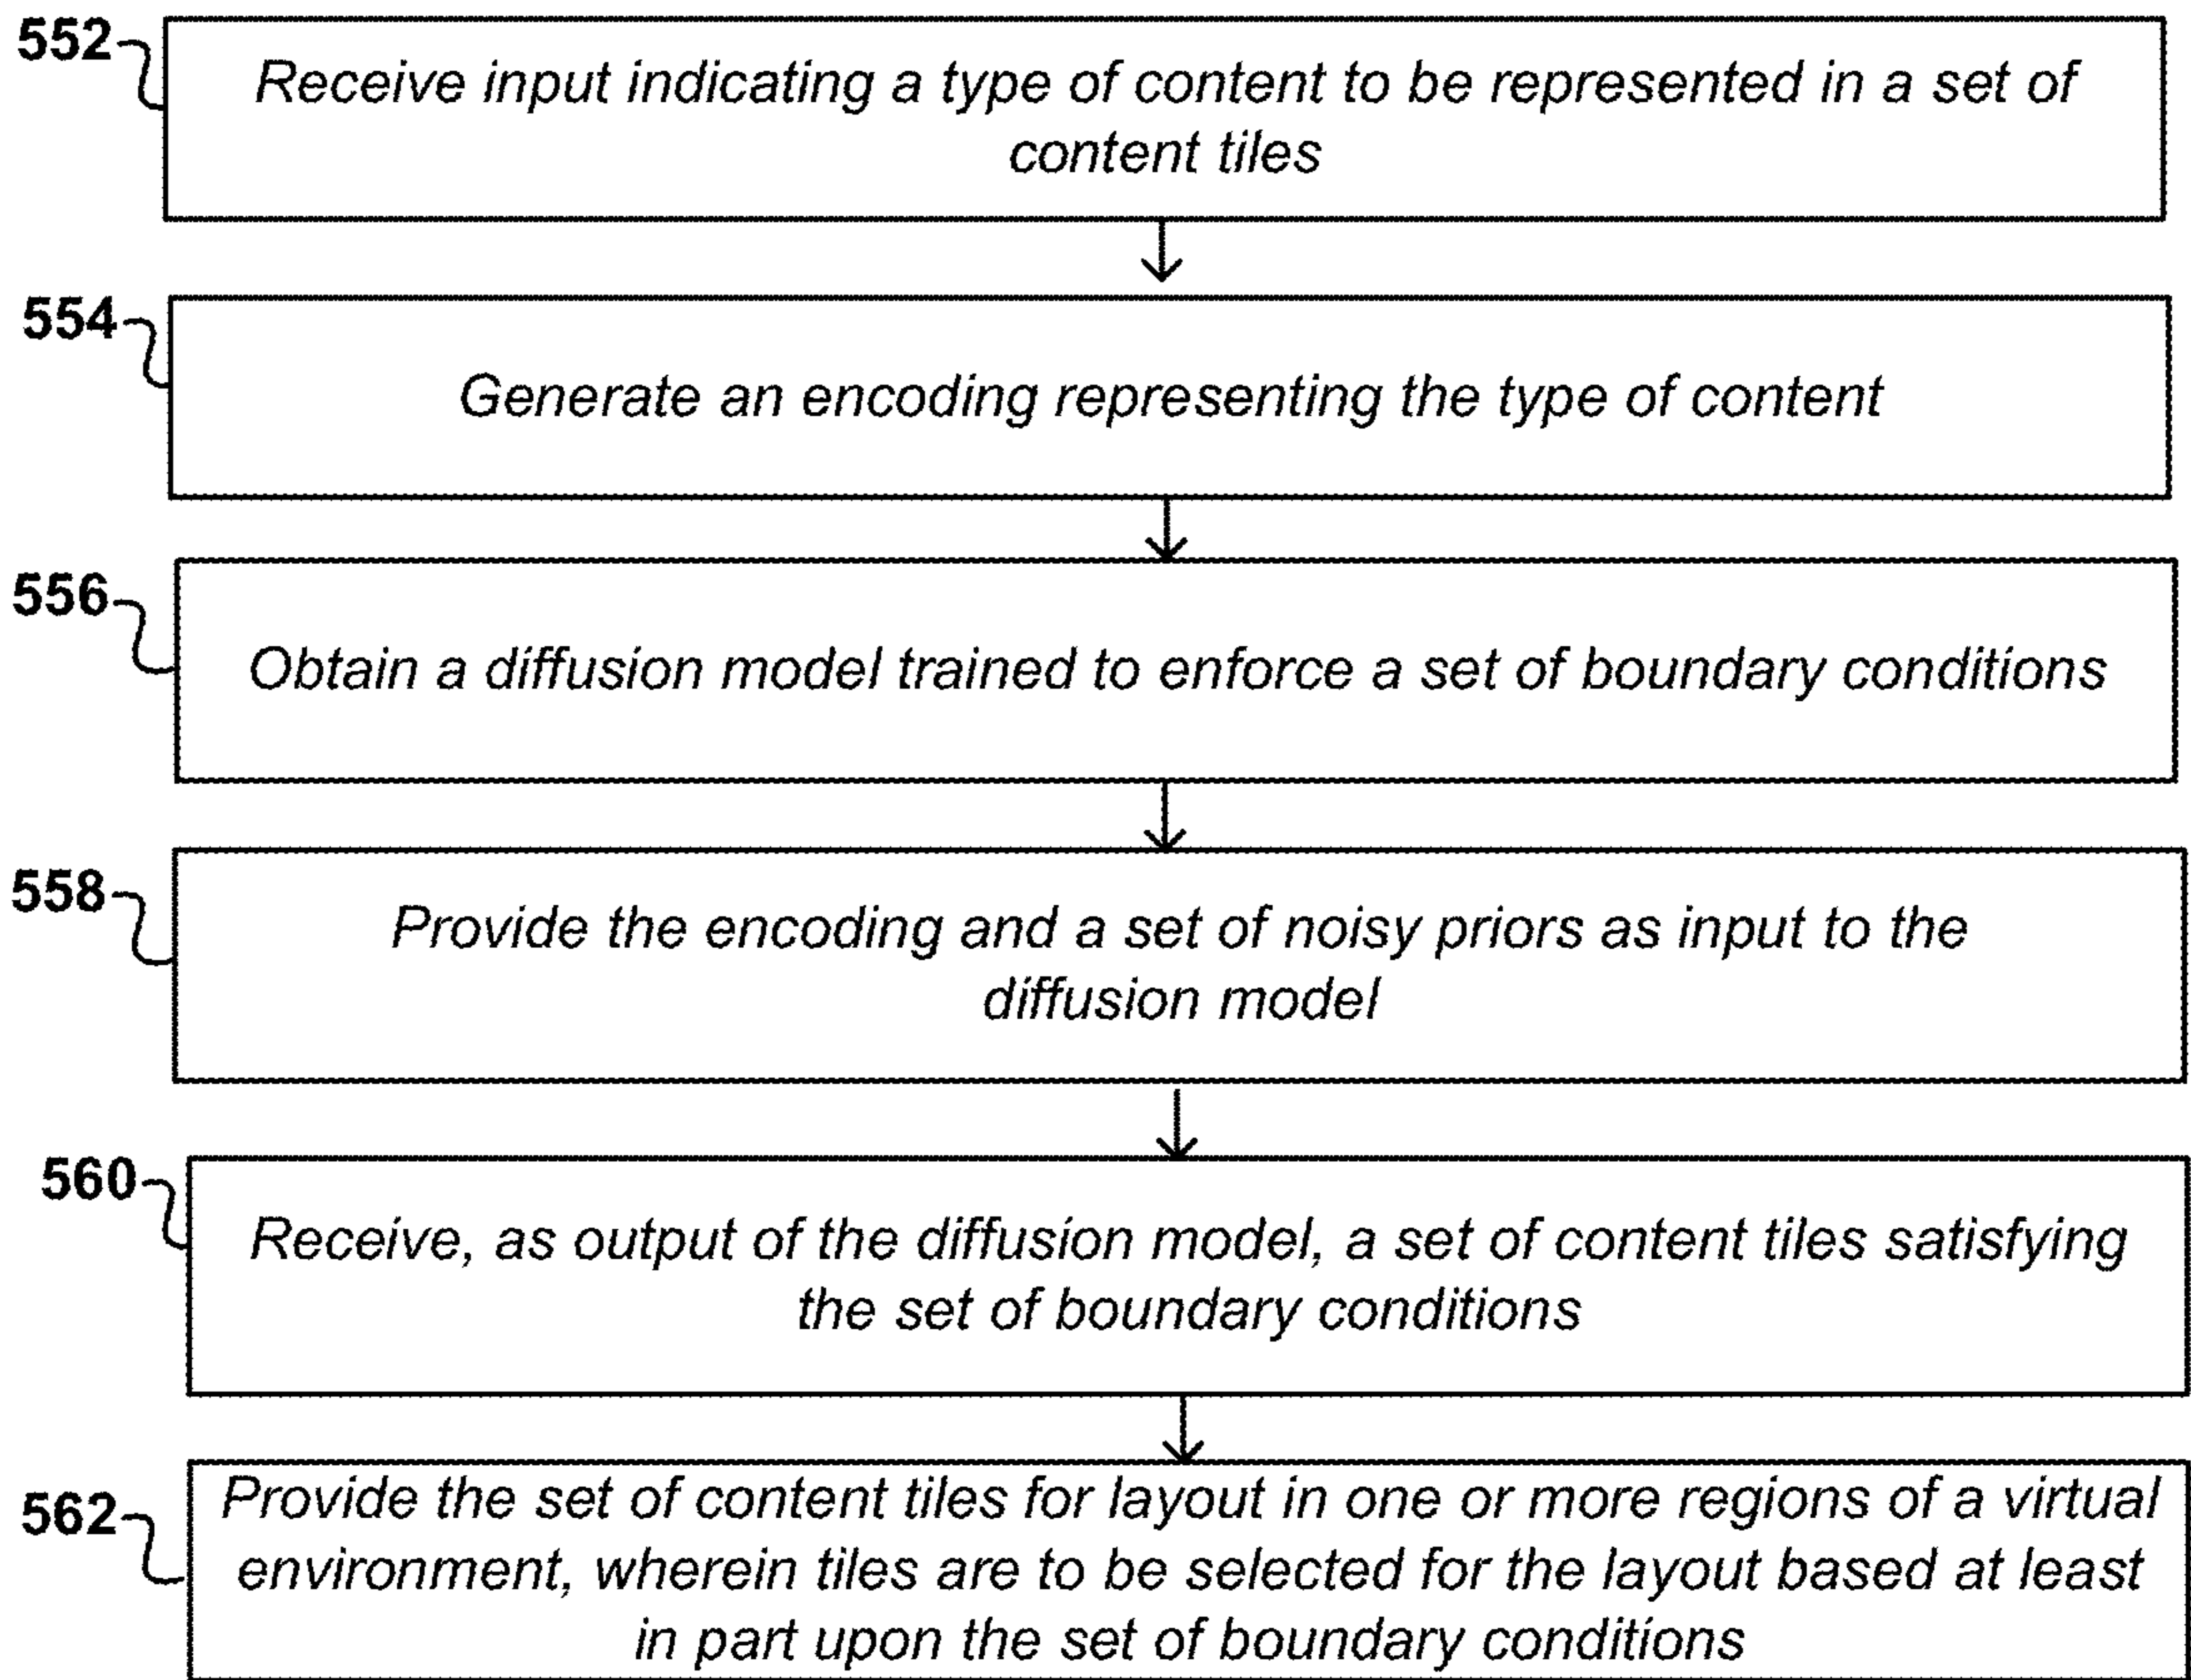 552
Receive input indicating a type of content to be represented in a set of
content tiles
554
Generate an encoding representing the type of content
556
Obtain a diffusion model trained to enforce a set of boundary conditions
558
Provide the encoding and a set of noisy priors as input to the
diffusion model
560
Receive, as output of the diffusion model, a set of content tiles satisfying
the set of boundary conditions
562
Provide the set of content tiles for layout in one or more regions of a virtual
environment, wherein tiles are to be selected for the layout based at least
in part upon the set of boundary conditions